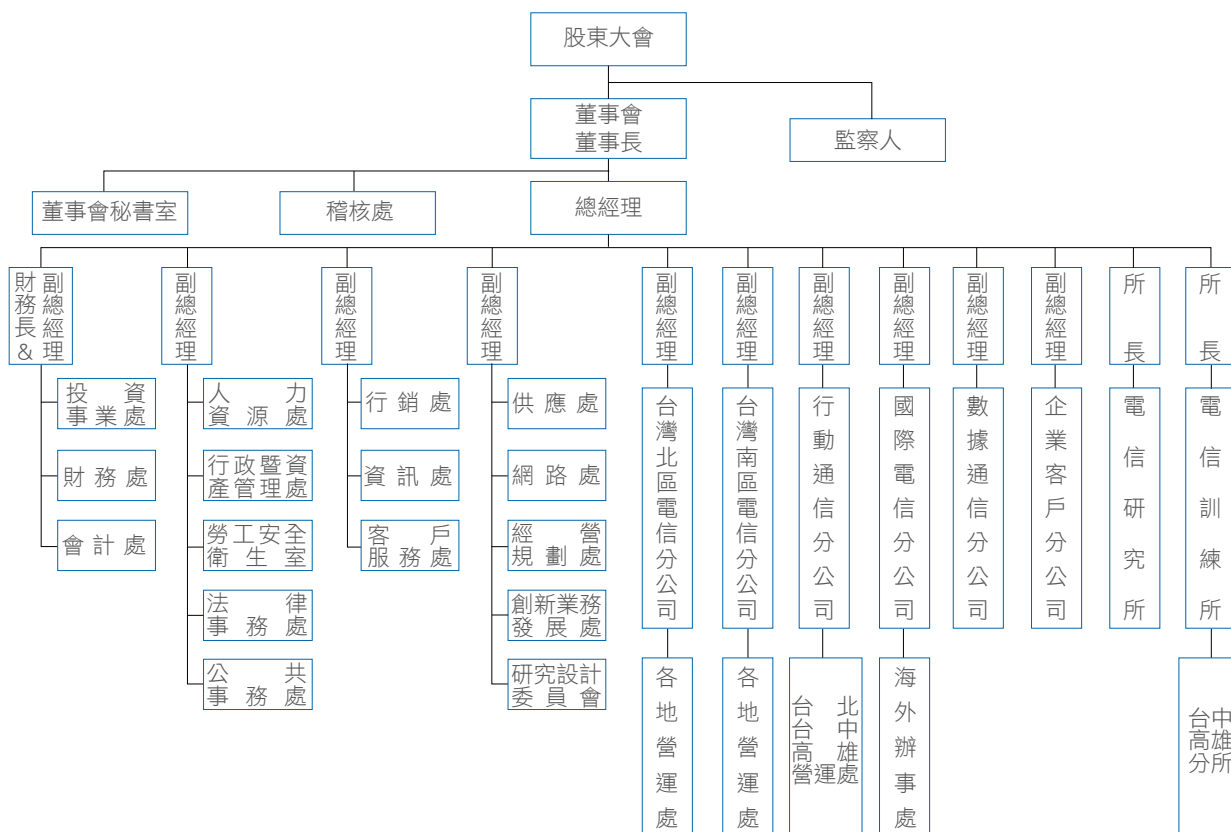 股東大會
董事會
董事長
監察人
董事會秘書室
稽核處
總經理
副總經理
財務長&
副總經理
副總經理
副總經理
副總經理
副總經理
副總經理
副總經理
副總經理
副總經理
所長
所長
投資
事業處
財務處
會計處
人力
資源處
行政暨資
產管理處
勞工安全
衛生室
法律
事務處
公共
事務處
行銷處
資訊處
客戶
服務處
供應處
網路處
經營
規劃處
創新業務
發展處
研究設計
委員會
台灣北區電信分公司
台灣南區電信分公司
行動通信分公司
國際電信分公司
數據通信分公司
企業客戶分公司
電信研究所
電信訓練所
各地營運處
各地營運處
台北
台中
高雄
營運處
海外辦事處
台中
高雄
分所